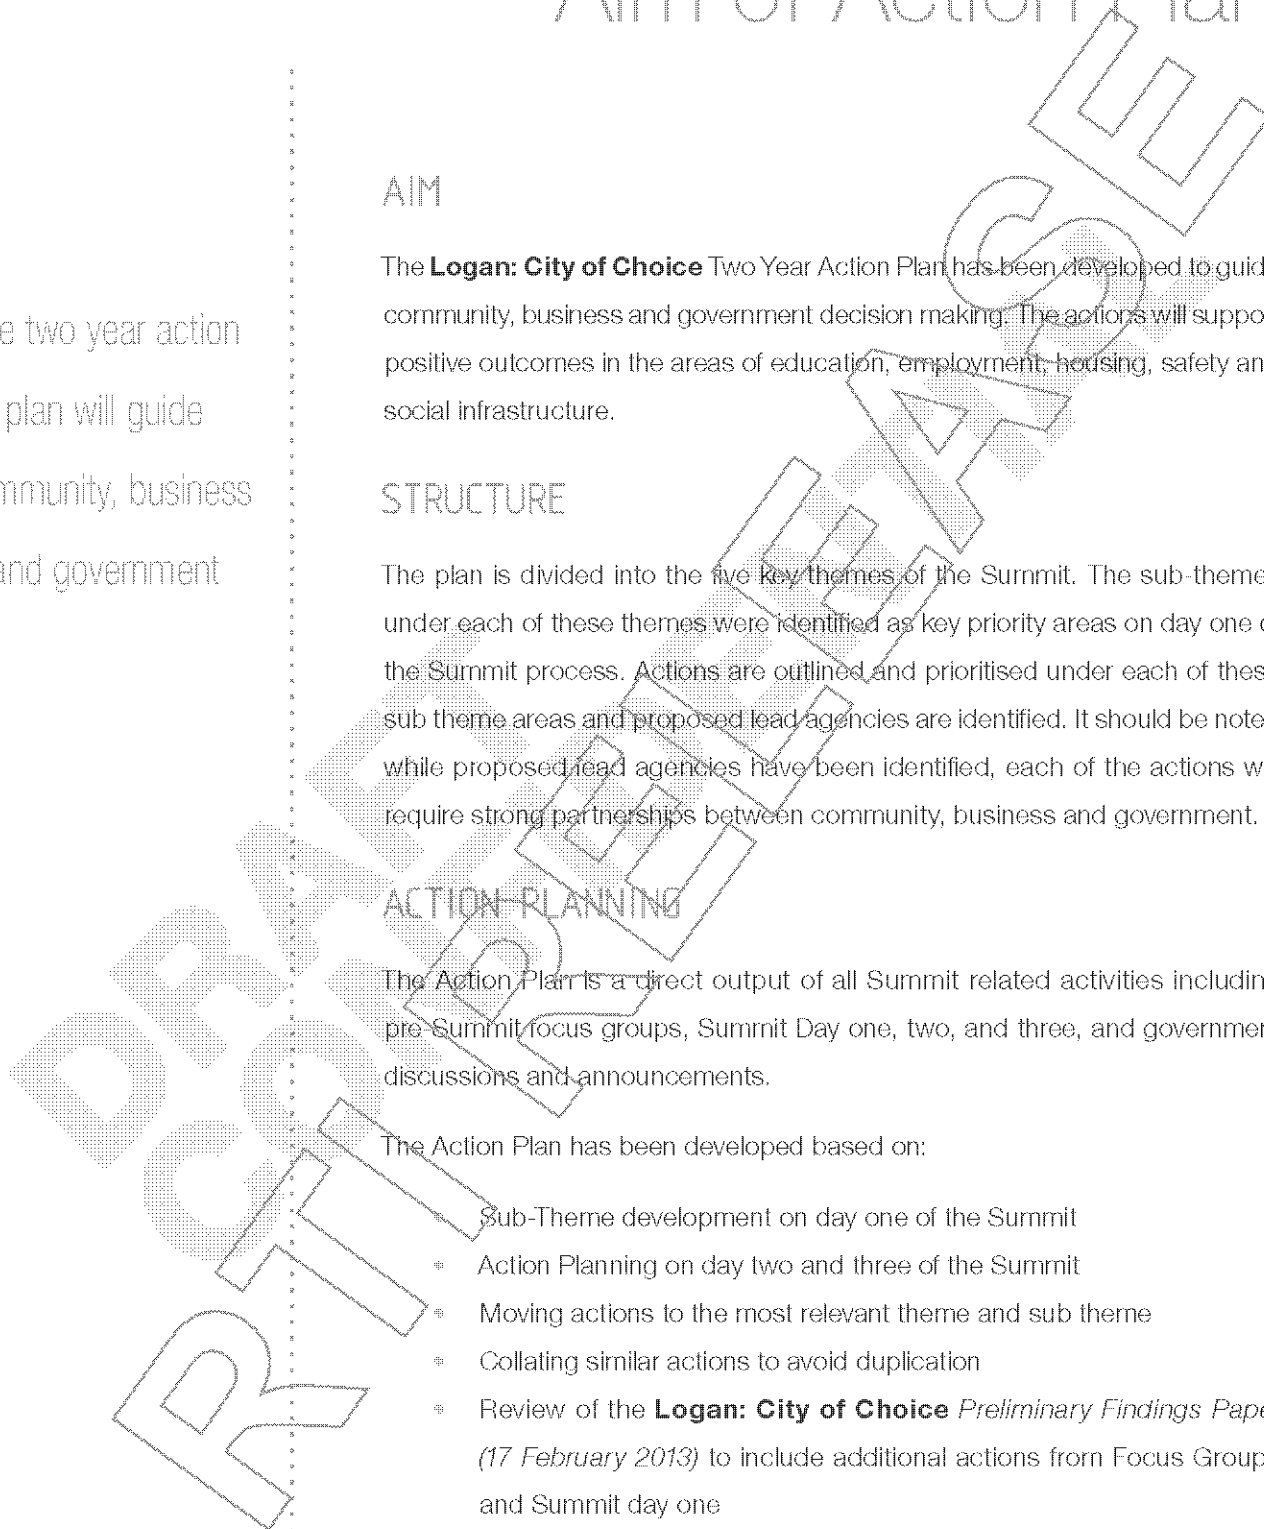 Aim of Action Plan
e two year action
plan will guide
mmunity, business
and government
AIM
The Logan: City of Choice Two Year Action Plan has been developed to guid
community, business and government decision making. The actions will suppo
positive outcomes in the areas of education, employment, housing, safety an
social infrastructure.
STRUCTURE
The plan is divided into the five key themes of the Summit. The sub-theme
under each of these themes were identified as key priority areas on day one o
the Summit process. Actions are outlined and prioritised under each of thes
sub theme areas and proposed lead agencies are identified. It should be note
while proposed lead agencies have been identified, each of the actions w
require strong partnerships between community, business and government.
ACTION PLANNING
The Action Plan is a direct output of all Summit related activities includin
pre-Summit focus groups, Summit Day one, two, and three, and governmen
discussions and announcements.
The Action Plan has been developed based on:
Sub-Theme development on day one of the Summit
Action Planning on day two and three of the Summit
Moving actions to the most relevant theme and sub theme
Collating similar actions to avoid duplication
Review of the Logan: City of Choice Preliminary Findings Pape
(17 February 2013) to include additional actions from Focus Group
and Summit day one
DRAFT
RTI RELEASE